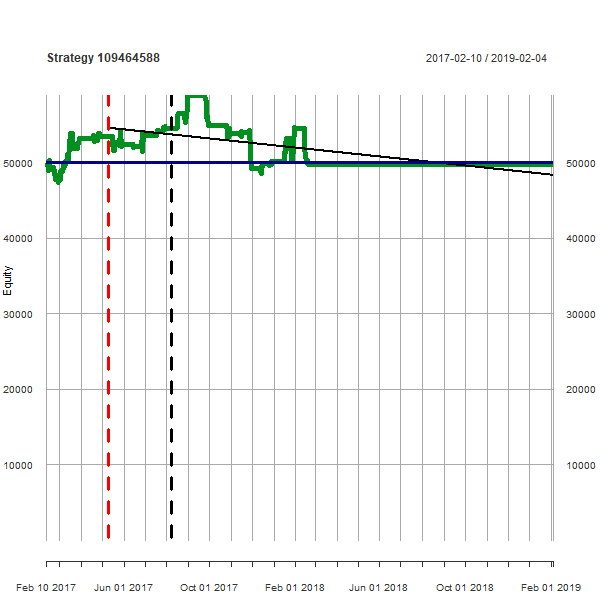 Strategy 109464588
2017-02-10 / 2019-02-04
50000
50000
40000
40000
Equity
30000
30000
20000
20000
10000
10000
Feb 10 2017
Jun 01 2017
Oct 01 2017
Feb 01 2018
Jun 01 2018
Oct 01 2018
Feb 01 2019